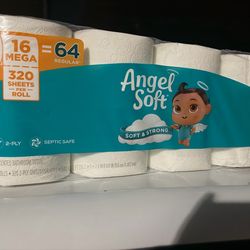 16
MEGA
= 64
REGULAR
320
SHEETS
PER
ROLL
Angel
Soft
SOFT & STRONG
2-PLY
SEPTIC SAFE